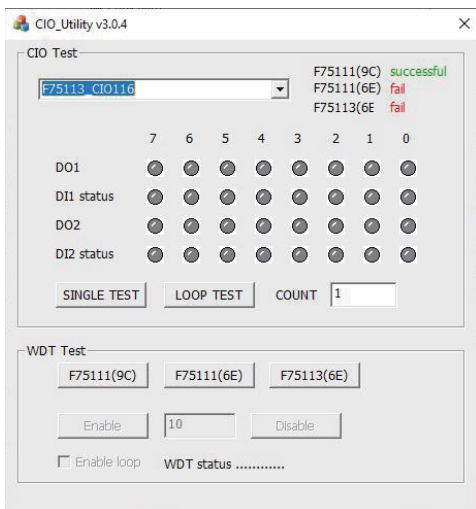 CIO_Utility v3.0.4
CIO Test
F75113_CIO116
F75111(9C) successful
F75111(6E) fail
F75113(6E fail
7 6 5 4 3 2 1 0
DO1
DI1 status
DO2
DI2 status
SINGLE TEST LOOP TEST COUNT 1
WDT Test
F75111(9C) F75111(6E) F75113(6E)
Enable 10 Disable
Enable loop WDT status ............